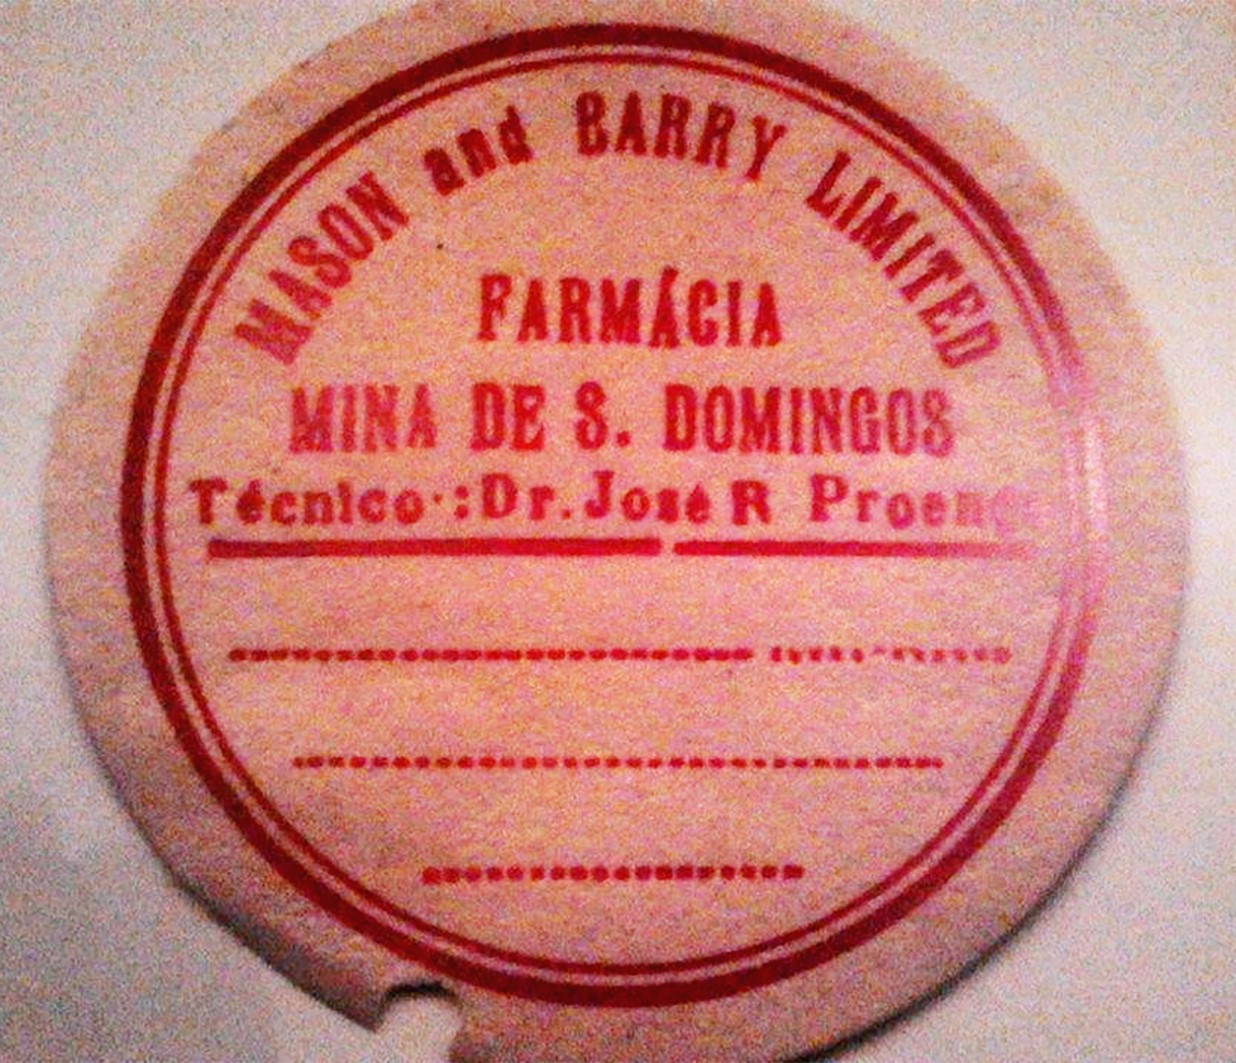 MASON and BARRY LIMITED
FARMÁCIA
MINA DE S. DOMINGOS
Técnico·:Dr. José R